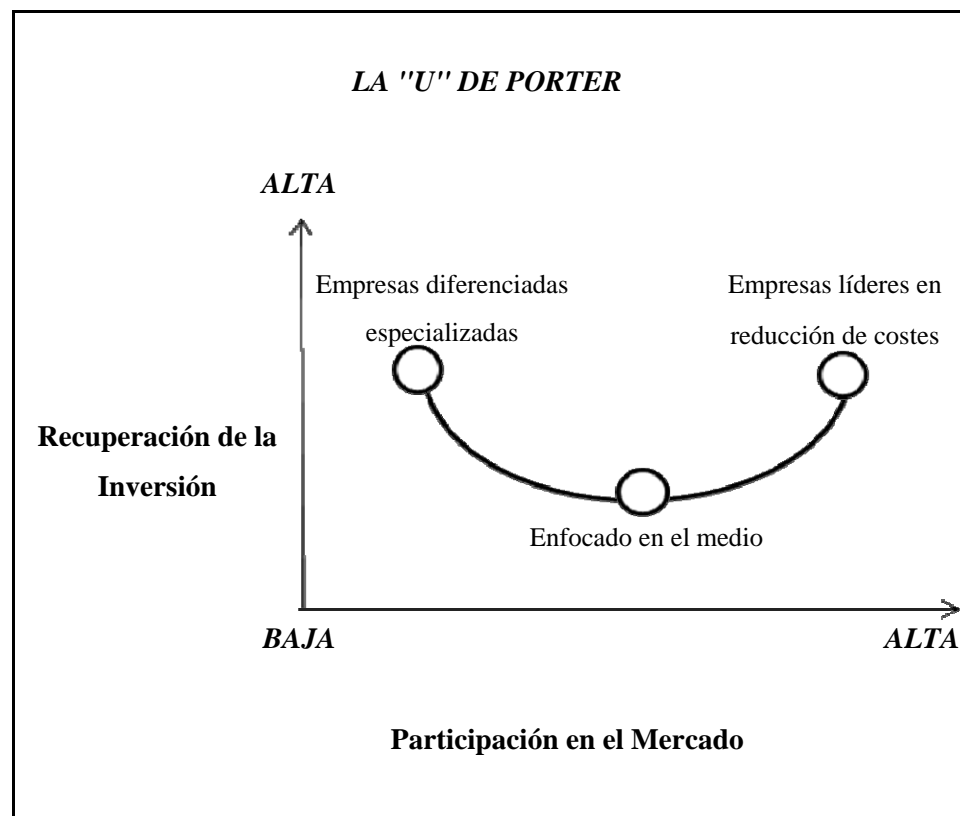 LA "U" DE PORTER
ALTA
Empresas diferenciadas
especializadas
Empresas líderes en
reducción de costes
Recuperación de la
Inversión
Enfocado en el medio
BAJA
ALTA
Participación en el Mercado